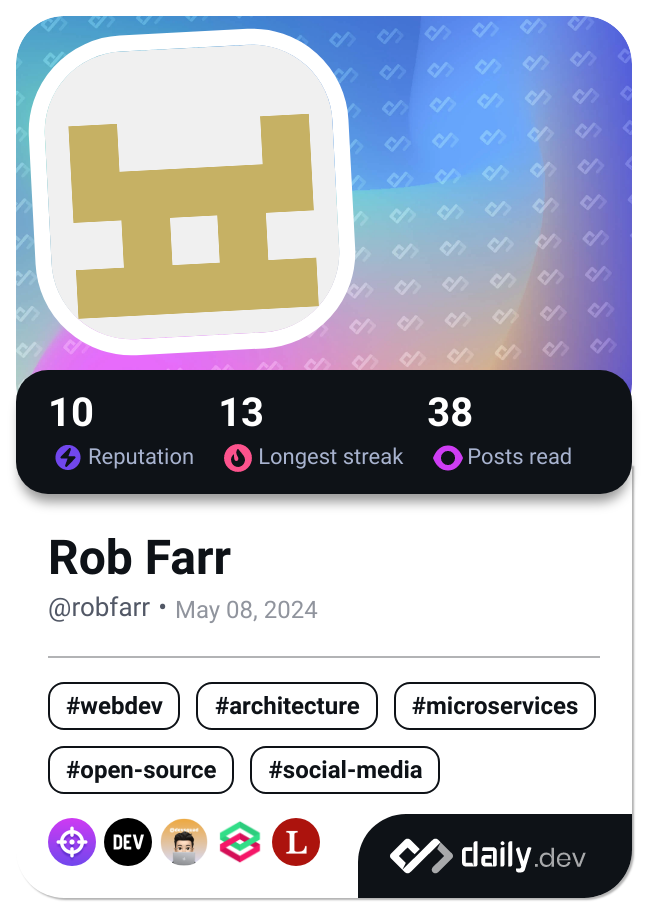 10 13 38
Reputation Longest streak Posts read
Rob Farr
@robfarr • May 08, 2024
#webdev #architecture #microservices
#open-source #social-media
DEV L daily.dev